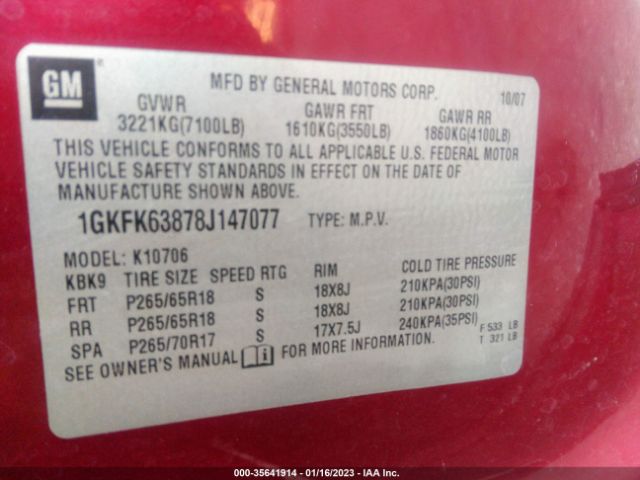 GM
MFD BY GENERAL MOTORS CORP.
10/07
GVWR GAWR FRT GAWR RR
3221KG(7100LB) 1610KG(3550LB) 1860KG(4100LB)
THIS VEHICLE CONFORMS TO ALL APPLICABLE U.S. FEDERAL MOTOR
VEHICLE SAFETY STANDARDS IN EFFECT ON THE DATE OF
MANUFACTURE SHOWN ABOVE.
1GKFK63878J147077 TYPE: M.P.V.
MODEL: K10706
KBK9 TIRE SIZE SPEED RTG RIM COLD TIRE PRESSURE
FRT P265/65R18 S 18X8J 210KPA(30PSI)
RR P265/65R18 S 18X8J 210KPA(30PSI)
SPA P265/70R17 S 17X7.5J 240KPA(35PSI)
F 533 LB
T 321 LB
SEE OWNER'S MANUAL FOR MORE INFORMATION.
000-35641914 - 01/16/2023 - IAA Inc.